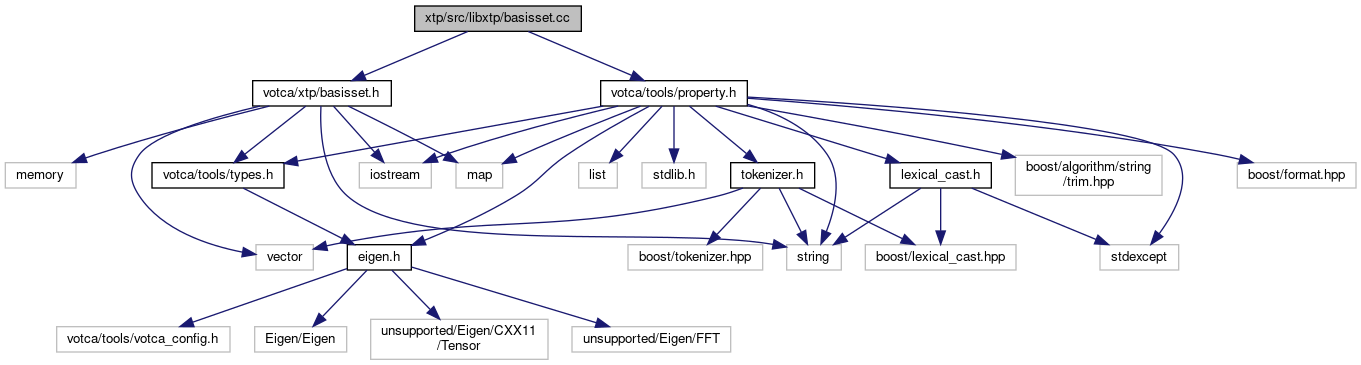 xtp/src/libxtp/basisset.cc
votca/xtp/basisset.h
votca/tools/property.h
memory
votca/tools/types.h
iostream
map
list
stdlib.h
tokenizer.h
lexical_cast.h
boost/algorithm/string
/trim.hpp
boost/format.hpp
vector
eigen.h
boost/tokenizer.hpp
string
boost/lexical_cast.hpp
stdexcept
votca/tools/votca_config.h
Eigen/Eigen
unsupported/Eigen/CXX11
/Tensor
unsupported/Eigen/FFT